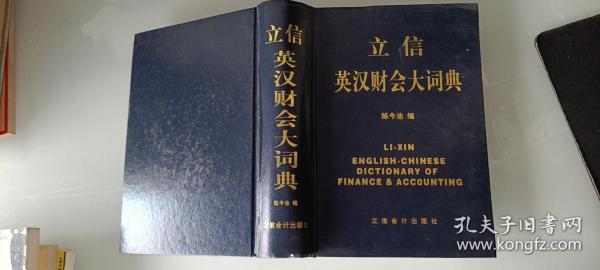 立信
英汉财会大词典
陈今池 编
立信会计出版社
立信
英汉财会大词典
陈今池 编
LI-XIN
ENGLISH-CHINESE
DICTIONARY OF
FINANCE & ACCOUNTING
立信会计出版社
孔夫子旧书网
www.kongfz.com